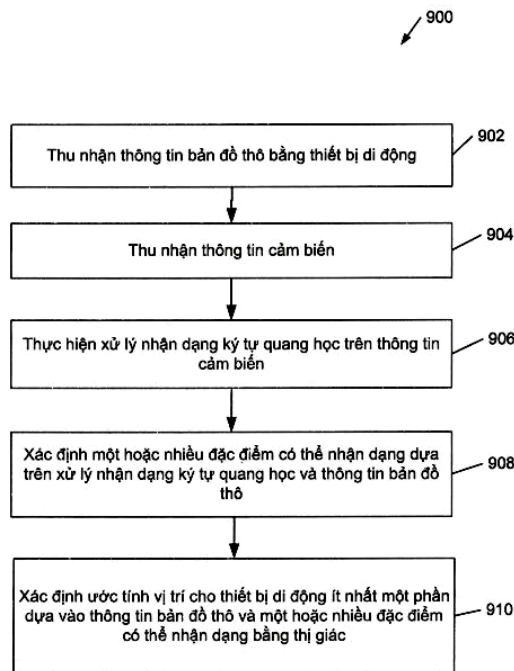 900
Thu nhận thông tin bản đồ thô bằng thiết bị di động
902
Thu nhận thông tin cảm biến
904
Thực hiện xử lý nhận dạng ký tự quang học trên thông tin
cảm biến
906
Xác định một hoặc nhiều đặc điểm có thể nhận dạng dựa
trên xử lý nhận dạng ký tự quang học và thông tin bản đồ
thô
908
Xác định ước tính vị trí cho thiết bị di động ít nhất một phần
dựa vào thông tin bản đồ thô và một hoặc nhiều đặc điểm
có thể nhận dạng bằng thị giác
910